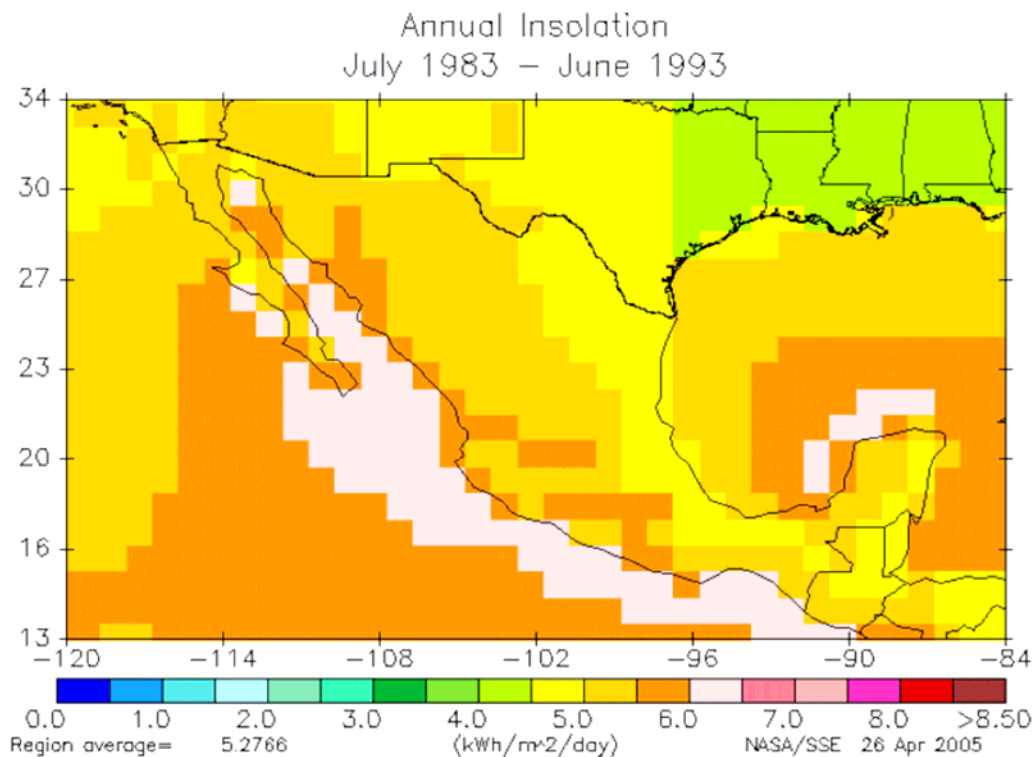 Annual Insolation
July 1983 – June 1993
34
30
27
23
20
16
13
−120 −114 −108 −102 −96 −90 −84
0.0 1.0 2.0 3.0 4.0 5.0 6.0 7.0 8.0 >8.50
Region average= 5.2766 (kWh/m^2/day) NASA/SSE 26 Apr 2005